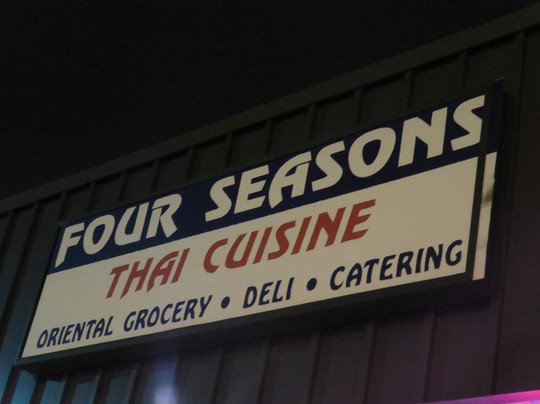 FOUR SEASONS
THAI CUISINE
ORIENTAL GROCERY • DELI • CATERING